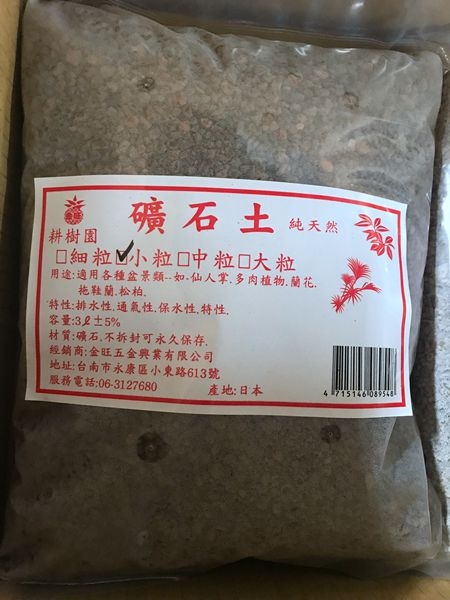 金旺
礦石土 純天然
耕樹園
□細粒☑小粒□中粒□大粒
用途:適用各種盆景類--如.仙人掌.多肉植物.蘭花.
拖鞋蘭.松柏.
特性:排水性.通氣性.保水性.特性.
容量:3ℓ±5%
材質:礦石.不拆封可永久保存.
經銷商:金旺五金興業有限公司
地址:台南市永康區小東路613號
服務電話:06-3127680 產地:日本
4 715146 089548